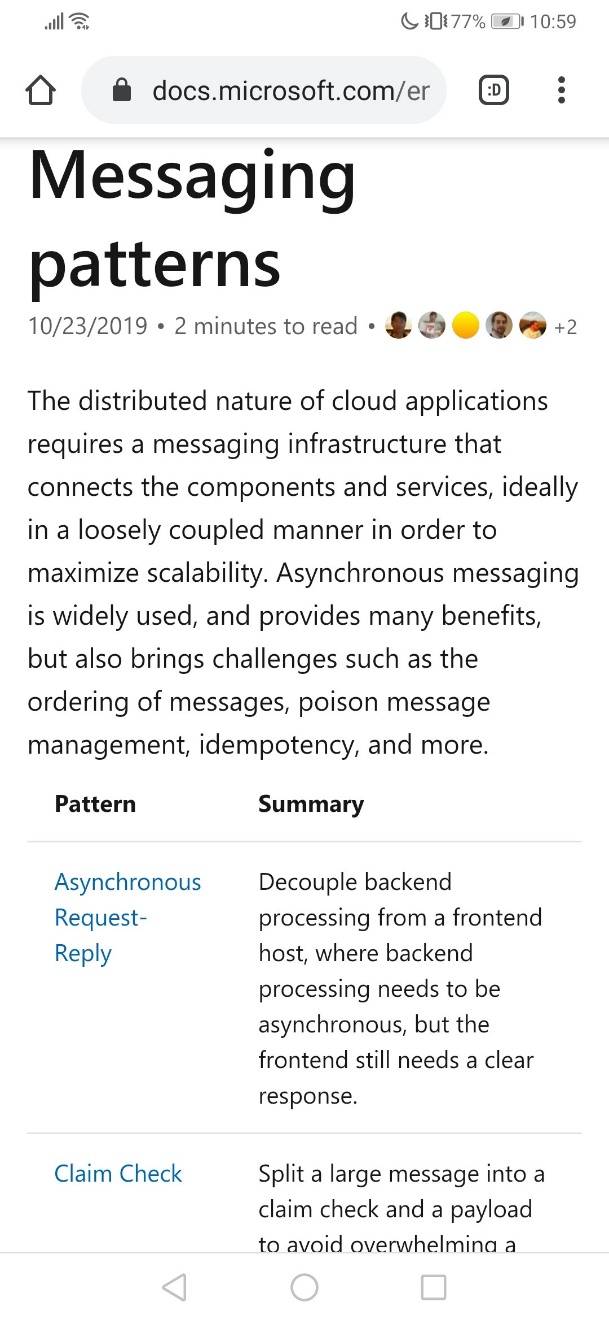 77% 10:59
docs.microsoft.com/er
:D
Messaging
patterns
10/23/2019 • 2 minutes to read • +2
The distributed nature of cloud applications
requires a messaging infrastructure that
connects the components and services, ideally
in a loosely coupled manner in order to
maximize scalability. Asynchronous messaging
is widely used, and provides many benefits,
but also brings challenges such as the
ordering of messages, poison message
management, idempotency, and more.
Pattern Summary
Asynchronous Decouple backend
Request- processing from a frontend
Reply host, where backend
processing needs to be
asynchronous, but the
frontend still needs a clear
response.
Claim Check Split a large message into a
claim check and a payload
to avoid overwhelming a